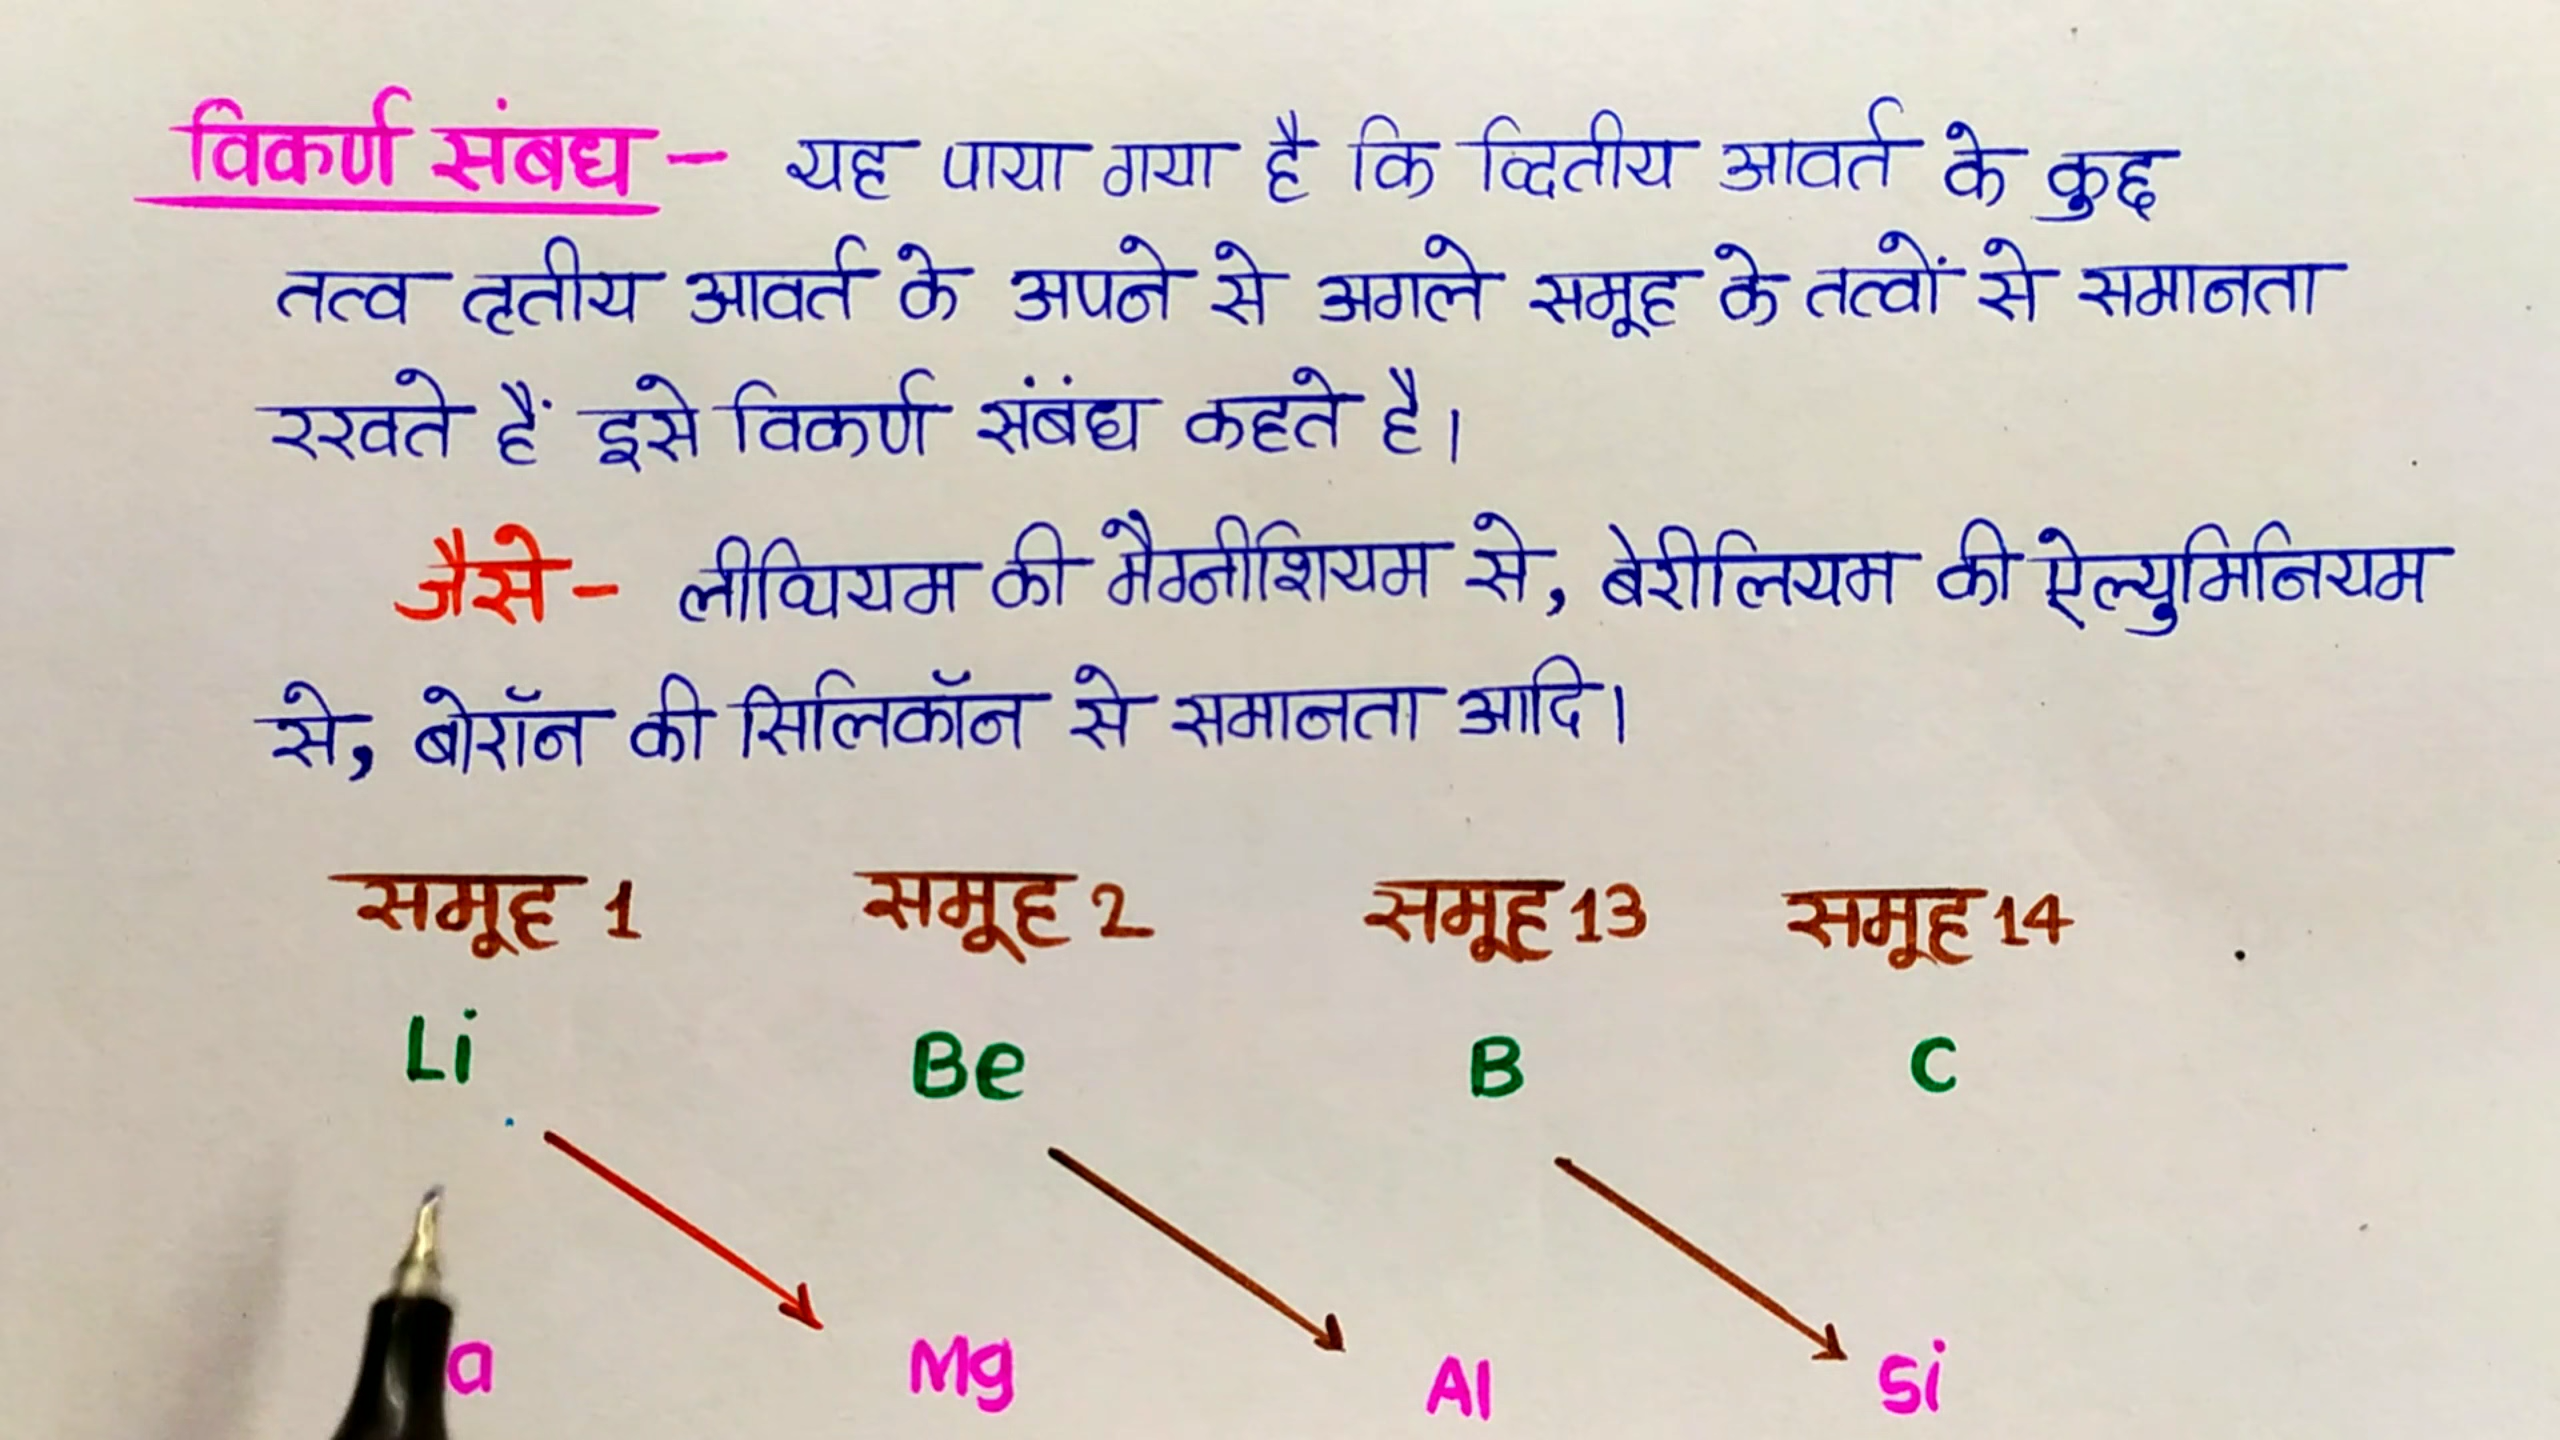 विकर्ण संबध - यह पाया गया है कि द्वितीय आवर्त के कुछ
तत्व तृतीय आवर्त के अपने से अगले समूह के तत्वों से समानता
रखते हैं इसे विकर्ण संबंध कहते है।
जैसे - लीथियम की मैग्नीशियम से, बेरीलियम की ऐल्युमिनियम
से, बोरॉन की सिलिकॉन से समानता आदि।
समूह 1 समूह 2 समूह 13 समूह 14
Li Be B C
a Mg Al Si